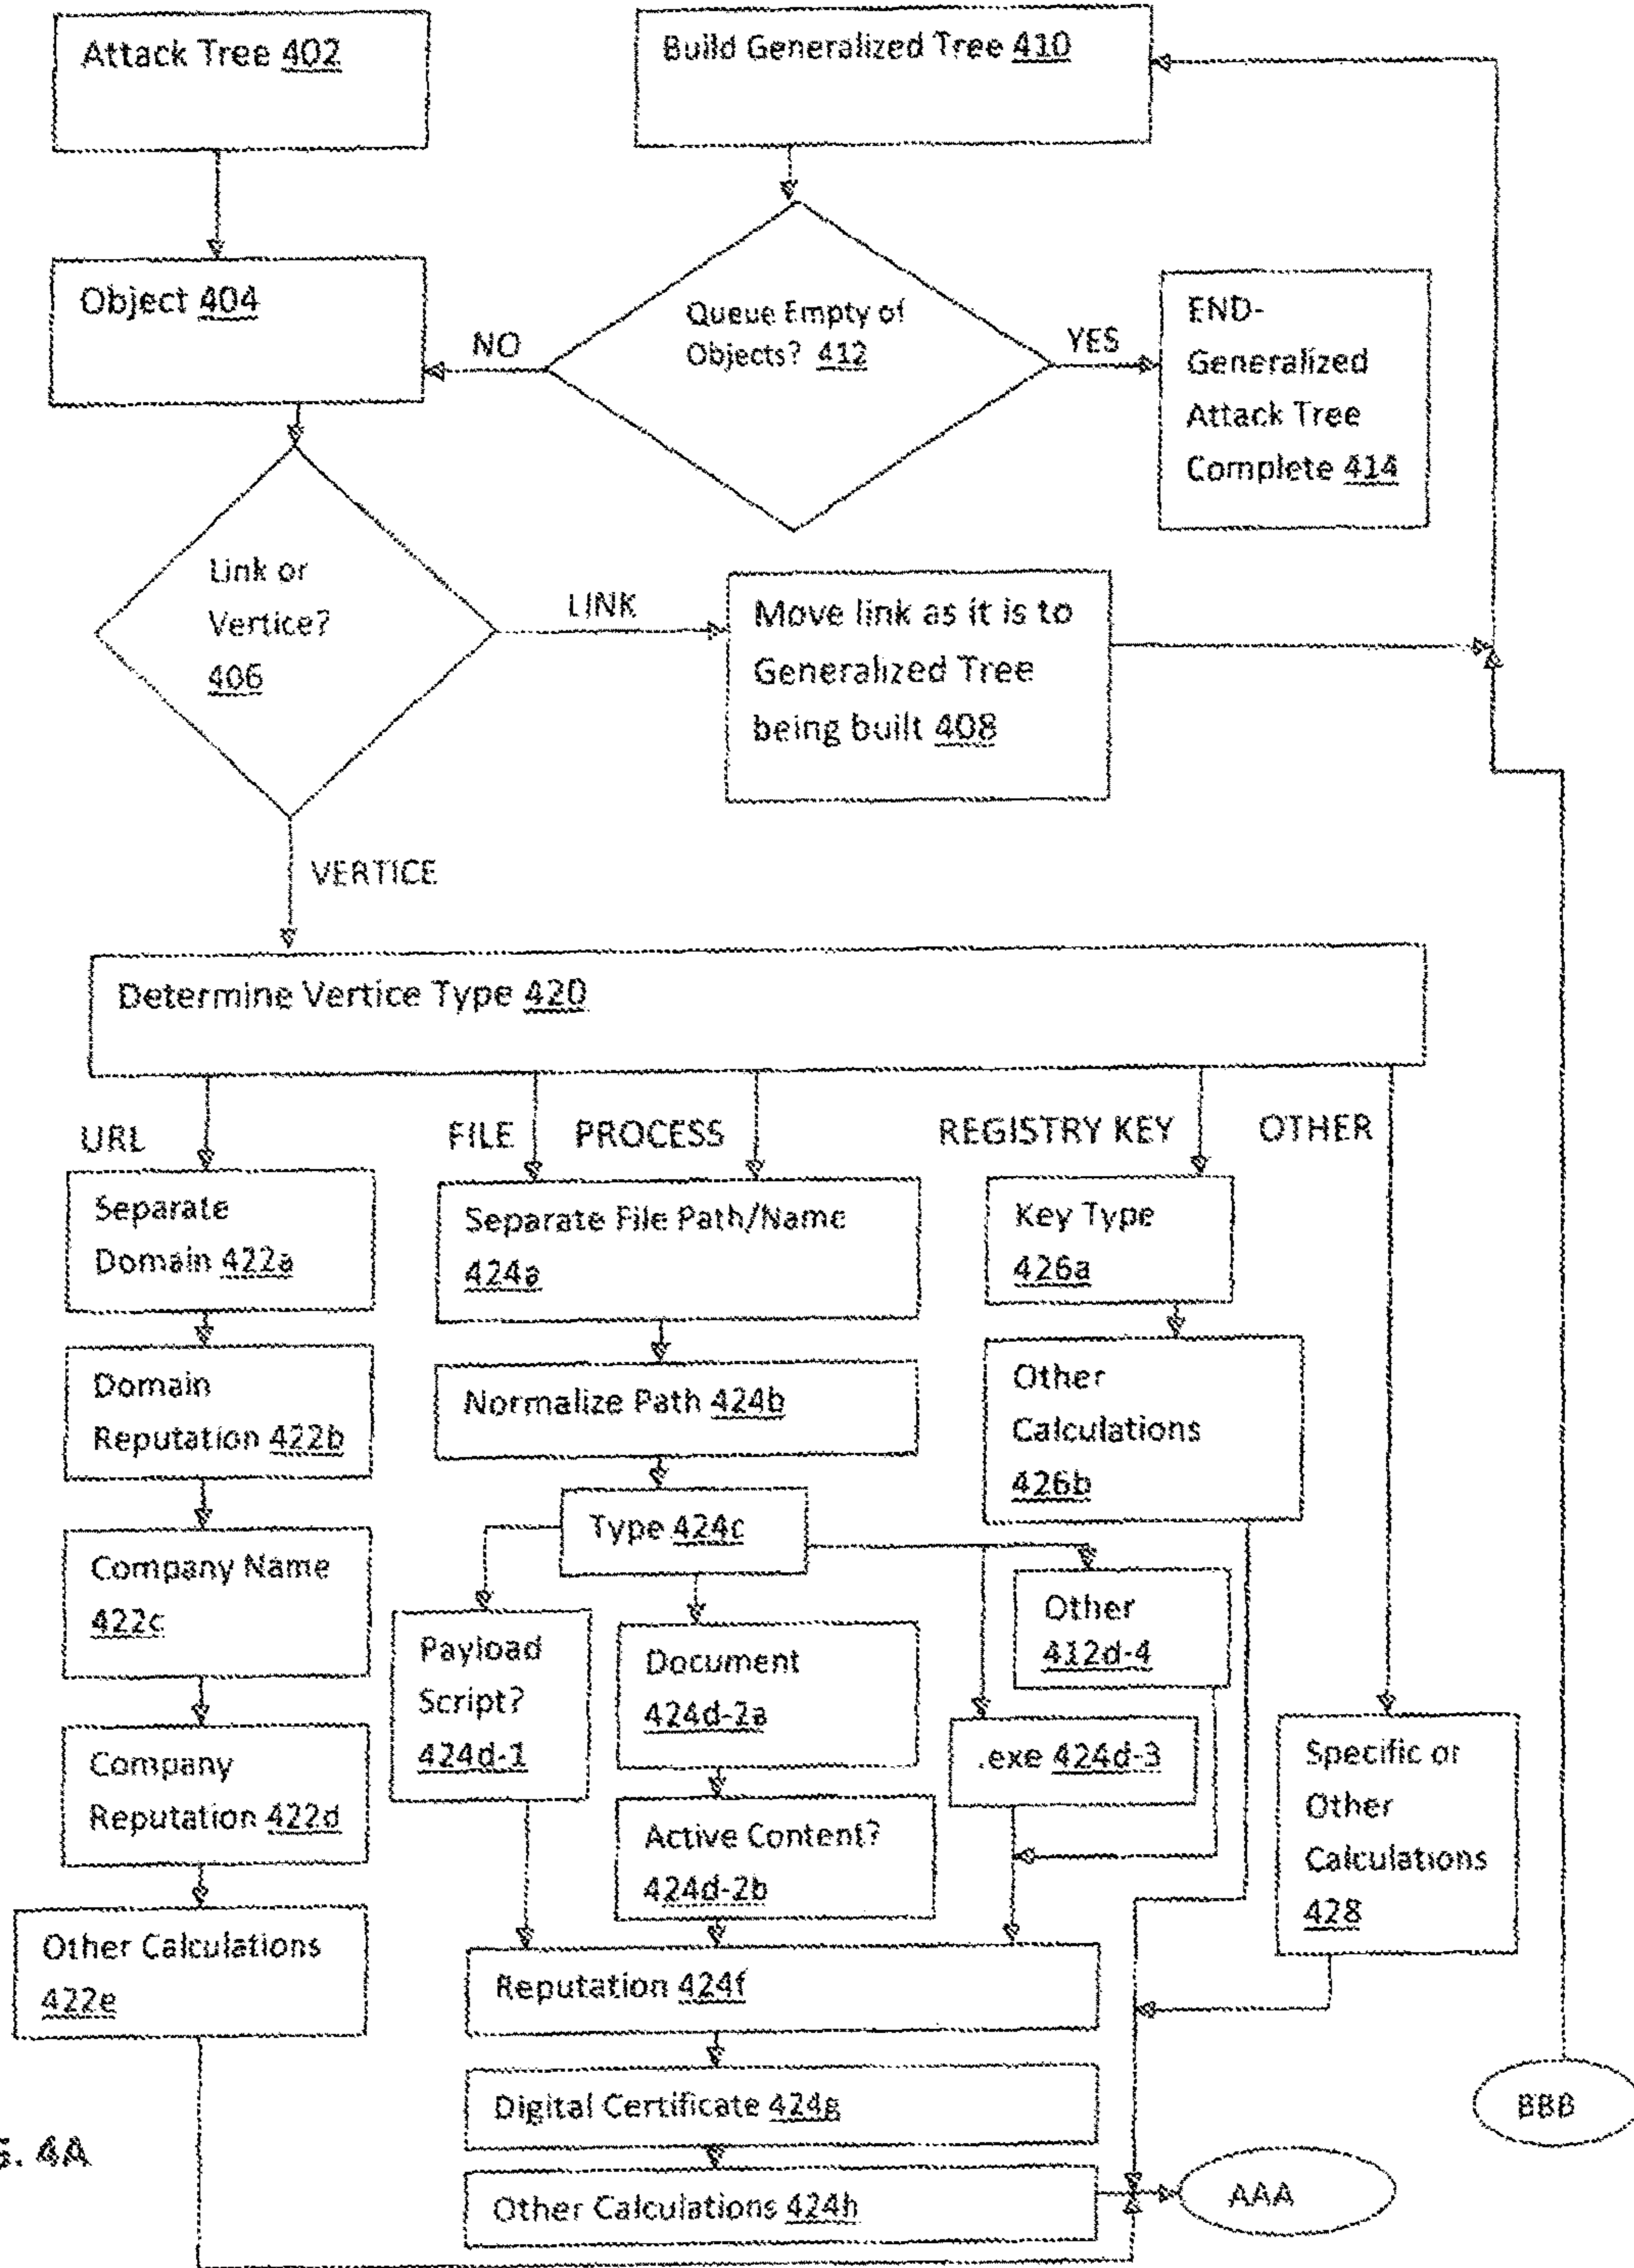 Attack Tree 402
Build Generalized Tree 410
Object 404
NO
Queue Empty of
Objects? 412
YES
END-
Generalized
Attack Tree
Complete 414
Link or
Vertice?
406
LINK
Move link as it is to
Generalized Tree
being built 408
VERTICE
Determine Vertice Type 420
URL
FILE
PROCESS
REGISTRY KEY
OTHER
Separate
Domain 422a
Domain
Reputation 422b
Company Name
422c
Company
Reputation 422d
Other Calculations
422e
Separate File Path/Name
424a
Normalize Path 424b
Type 424c
Payload
Script?
424d-1
Document
424d-2a
Active Content?
424d-2b
.exe 424d-3
Other
412d-4
Reputation 424f
Digital Certificate 424g
Other Calculations 424h
Key Type
426a
Other
Calculations
426b
Specific or
Other
Calculations
428
BBB
AAA
G. 4A